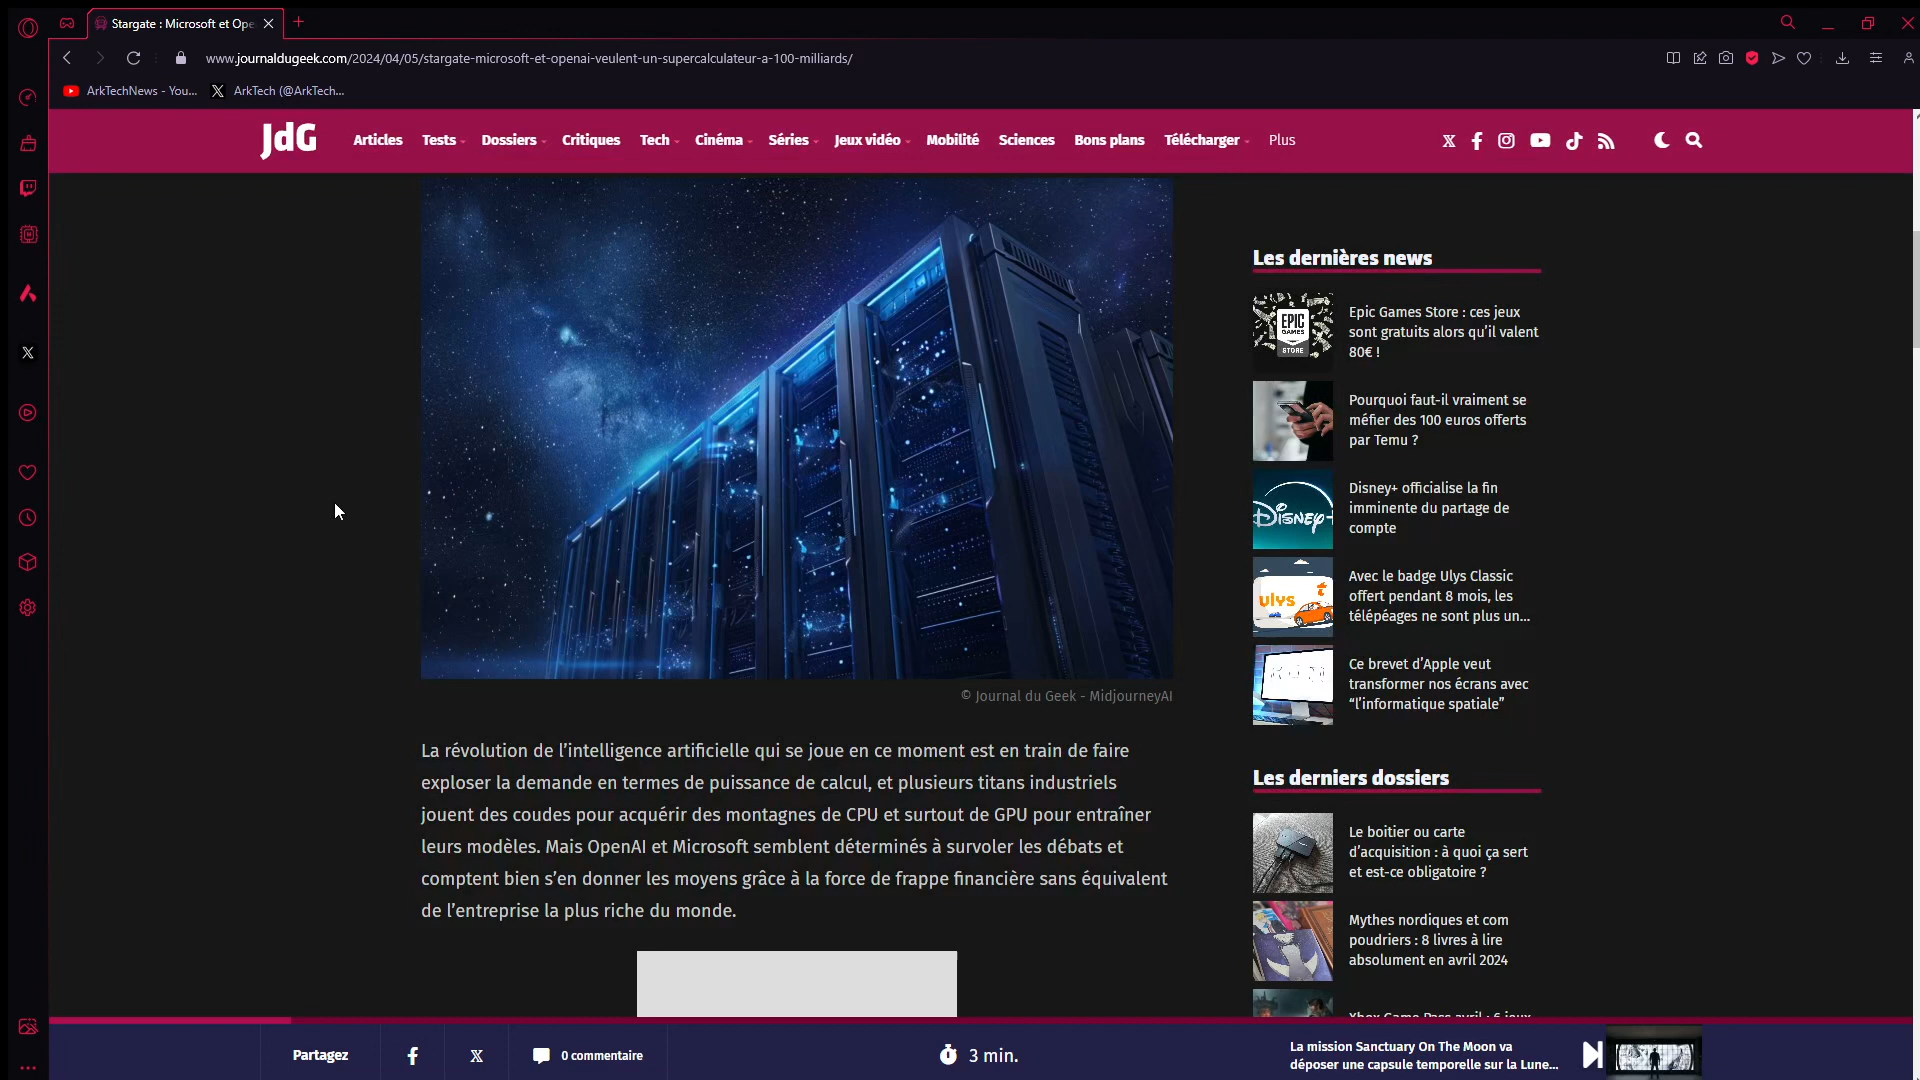 Stargate : Microsoft et Ope
www.journaldugeek.com/2024/04/05/stargate-microsoft-et-openai-veulent-un-supercalculateur-a-100-milliards/
ArkTechNews - You...
ArkTech (@ArkTech...
JdG
Articles
Tests
Dossiers
Critiques
Tech
Cinéma
Séries
Jeux vidéo
Mobilité
Sciences
Bons plans
Télécharger
Plus
© Journal du Geek - MidjourneyAI
La révolution de l’intelligence artificielle qui se joue en ce moment est en train de faire
exploser la demande en termes de puissance de calcul, et plusieurs titans industriels
jouent des coudes pour acquérir des montagnes de CPU et surtout de GPU pour entraîner
leurs modèles. Mais OpenAI et Microsoft semblent déterminés à survoler les débats et
comptent bien s’en donner les moyens grâce à la force de frappe financière sans équivalent
de l’entreprise la plus riche du monde.
Les dernières news
EPIC
GAMES
STORE
Epic Games Store : ces jeux
sont gratuits alors qu’il valent
80€ !
Pourquoi faut-il vraiment se
méfier des 100 euros offerts
par Temu ?
Disney+
Disney+ officialise la fin
imminente du partage de
compte
ulys
Avec le badge Ulys Classic
offert pendant 8 mois, les
télépéages ne sont plus un...
Ce brevet d’Apple veut
transformer nos écrans avec
“l’informatique spatiale”
Les derniers dossiers
Le boitier ou carte
d’acquisition : à quoi ça sert
et est-ce obligatoire ?
Mythes nordiques et com
poudriers : 8 livres à lire
absolument en avril 2024
Xbox Game Pass avril : 6 jeux
Partagez
0 commentaire
3 min.
La mission Sanctuary On The Moon va
déposer une capsule temporelle sur la Lune...